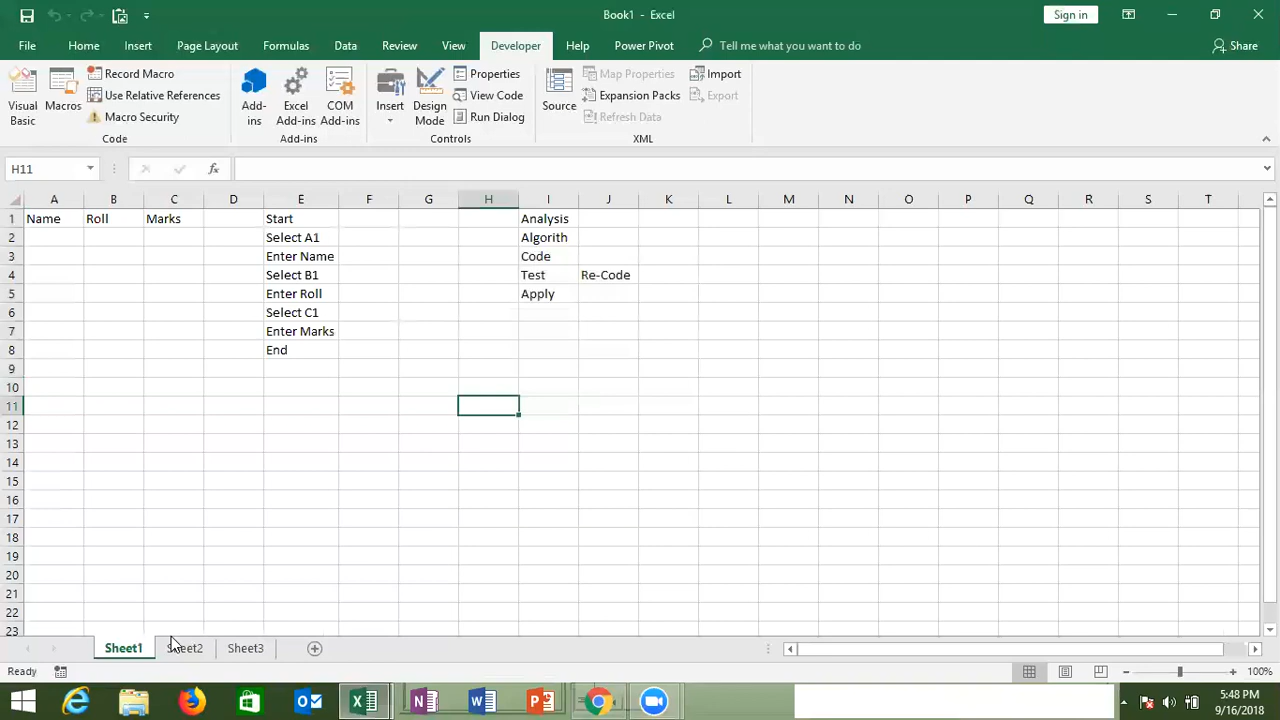 Book1 - Excel
Sign in
File Home Insert Page Layout Formulas Data Review View Developer Help Power Pivot Tell me what you want to do Share
Visual Basic
Macros
Record Macro
Use Relative References
Macro Security
Code
Add-ins
Excel Add-ins
COM Add-ins
Add-ins
Insert
Design Mode
Properties
View Code
Run Dialog
Controls
Source
Map Properties
Expansion Packs
Refresh Data
Import
Export
XML
H11
fx
A B C D E F G H I J K L M N O P Q R S T
1 Name Roll Marks Start Analysis
2 Select A1 Algorith
3 Enter Name Code
4 Select B1 Test Re-Code
5 Enter Roll Apply
6 Select C1
7 Enter Marks
8 End
9
10
11
12
13
14
15
16
17
18
19
20
21
22
23
Sheet1 Sheet2 Sheet3
Ready 100%
5:48 PM
9/16/2018